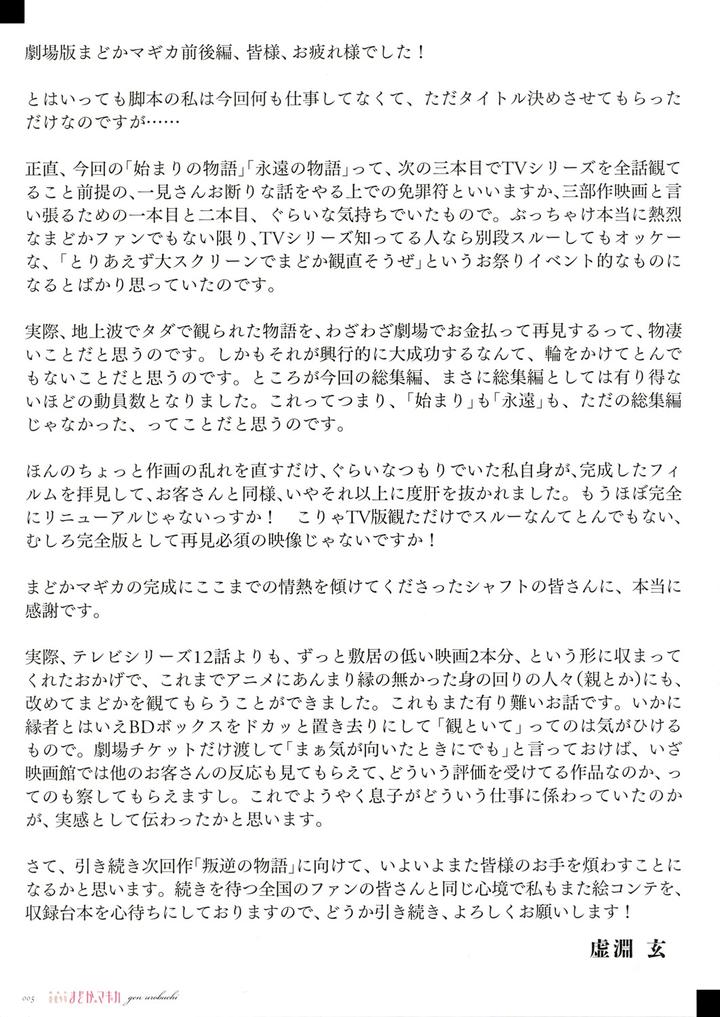 劇場版まどかマギカ前後編、皆様、お疲れ様でした！
とはいっても脚本の私は今回何も仕事してなくて、ただタイトル決めさせてもらった
だけなのですが……
正直、今回の「始まりの物語」「永遠の物語」って、次の三本目でTVシリーズを全話観て
ること前提の、一見さんお断りな話をやる上での免罪符といいますか、三部作映画と言
い張るための一本目と二本目、ぐらいな気持ちでいたもので。ぶっちゃけ本当に熱烈
なまどかファンでもない限り、TVシリーズ知ってる人なら別段スルーしてもオッケー
な、「とりあえず大スクリーンでまどか観直そうぜ」というお祭りイベント的なものに
なるとばかり思っていたのです。
実際、地上波でタダで観られた物語を、わざわざ劇場でお金払って再見するって、物凄
いことだと思うのです。しかもそれが興行的に大成功するなんて、輪をかけてとんで
もないことだと思うのです。ところが今回の総集編、まさに総集編としては有り得な
いほどの動員数となりました。これってつまり、「始まり」も「永遠」も、ただの総集編
じゃなかった、ってことだと思うのです。
ほんのちょっと作画の乱れを直すだけ、ぐらいなつもりでいた私自身が、完成したフィ
ルムを拝見して、お客さんと同様、いやそれ以上に度肝を抜かれました。もうほぼ完全
にリニューアルじゃないっすか！　こりゃTV版観ただけでスルーなんてとんでもない、
むしろ完全版として再見必須の映像じゃないですか！
まどかマギカの完成にここまでの情熱を傾けてくださったシャフトの皆さんに、本当に
感謝です。
実際、テレビシリーズ12話よりも、ずっと敷居の低い映画2本分、という形に収まって
くれたおかげで、これまでアニメにあんまり縁の無かった身の回りの人々(親とか)にも、
改めてまどかを観てもらうことができました。これもまた有り難いお話です。いかに
縁者とはいえBDボックスをドカッと置き去りにして「観といて」ってのは気がひける
もので。劇場チケットだけ渡して「まぁ気が向いたときにでも」と言っておけば、いざ
映画館では他のお客さんの反応も見てもらえて、どういう評価を受けてる作品なのか、っ
てのも察してもらえますし。これでようやく息子がどういう仕事に係わっていたのか
が、実感として伝わったかと思います。
さて、引き続き次回作「叛逆の物語」に向けて、いよいよまた皆様のお手を煩わすことに
なるかと思います。続きを待つ全国のファンの皆さんと同じ心境で私もまた絵コンテを、
収録台本を心待ちにしておりますので、どうか引き続き、よろしくお願いします！
虚淵 玄
005 まどか☆マギカ gen urobuchi